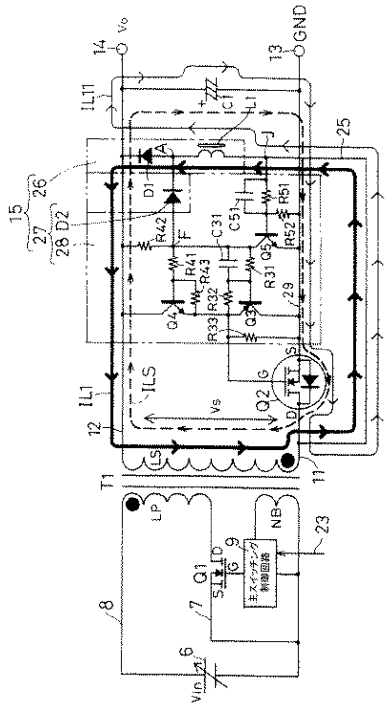 15
27
26
28
D2
14
Vo
IL11
IL1
12
ILS
T1
8
LS
LP
Vs
Q4
R41
R42
R43
F
D1
A
C1
+
L1
J
C51
R51
R52
Q5
C31
R31
R32
R33
Q3
Q2
G
D
S
29
25
13
GND
11
Q1
S
D
G
7
9
主スイッチング
制御回路
NB
23
Vin
6